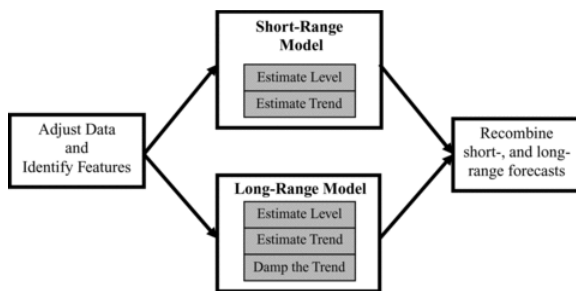 Adjust Data
and
Identify Features
Short-Range
Model
Estimate Level
Estimate Trend
Long-Range Model
Estimate Level
Estimate Trend
Damp the Trend
Recombine
short-, and long-
range forecasts